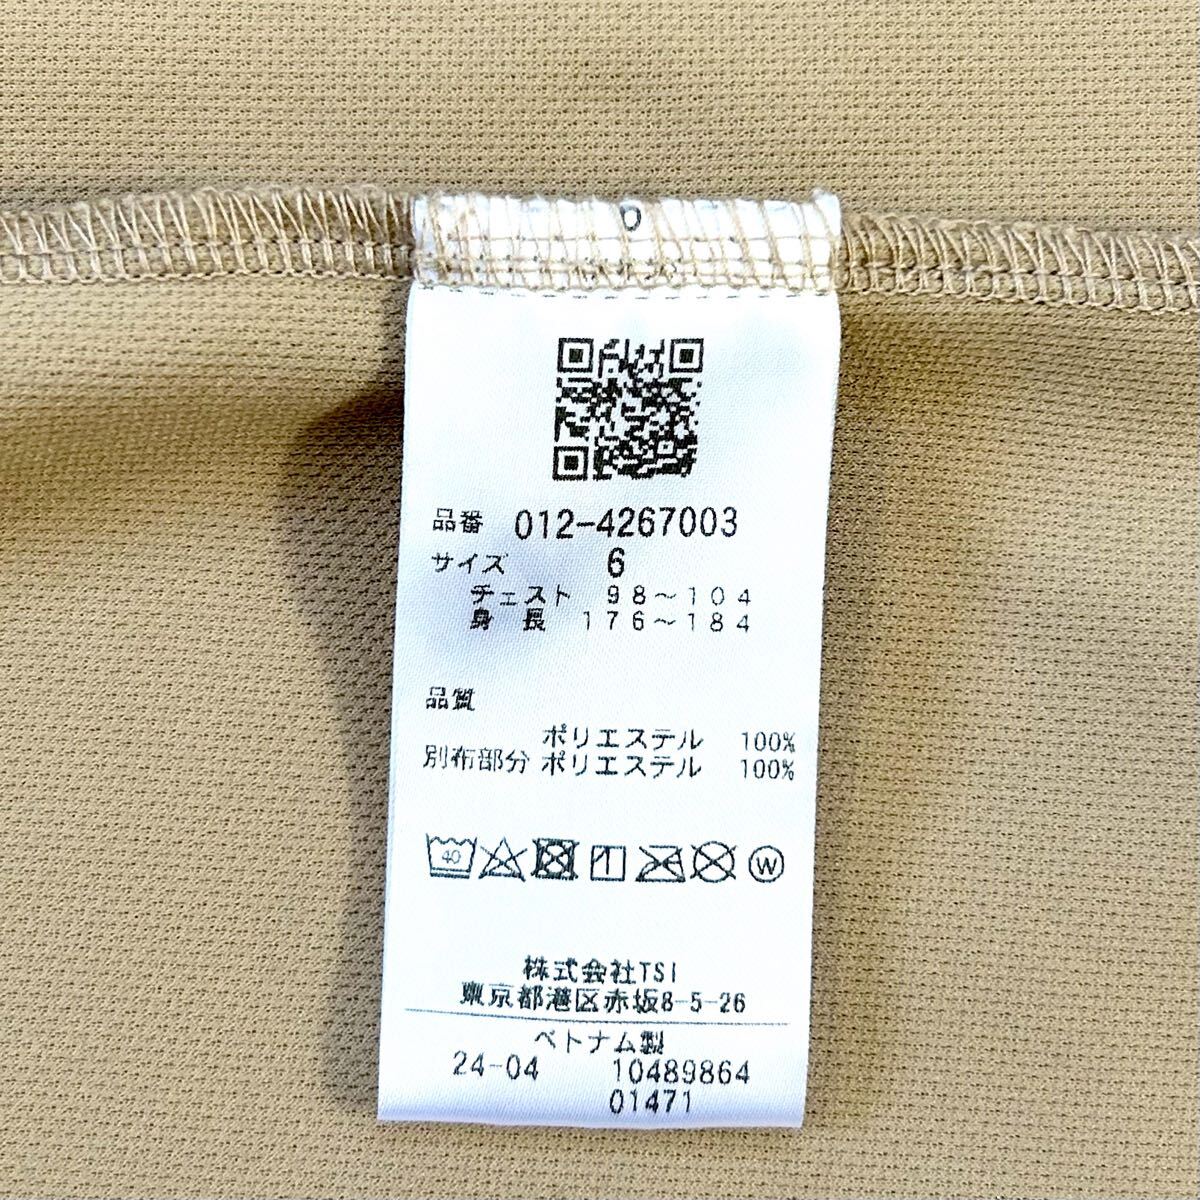 品番 012-4267003
サイズ 6
チェスト 98～104
身長 176～184
品質
ポリエステル 100%
別布部分 ポリエステル 100%
40
W
株式会社TSI
東京都港区赤坂8-5-26
ベトナム製
24-04 10489864
01471